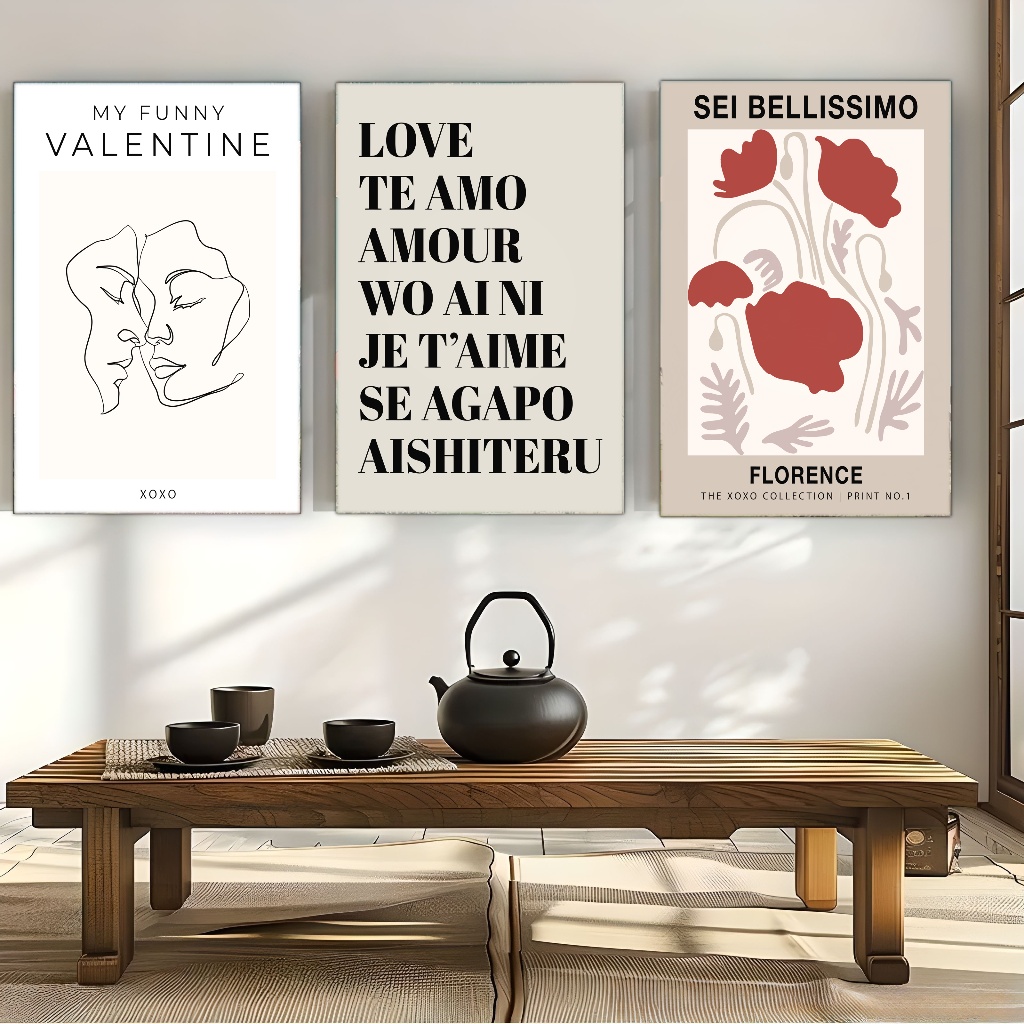 MY FUNNY
VALENTINE
XOXO
LOVE
TE AMO
AMOUR
WO AI NI
JE T’AIME
SE AGAPO
AISHITERU
SEI BELLISSIMO
FLORENCE
THE XOXO COLLECTION | PRINT NO.1